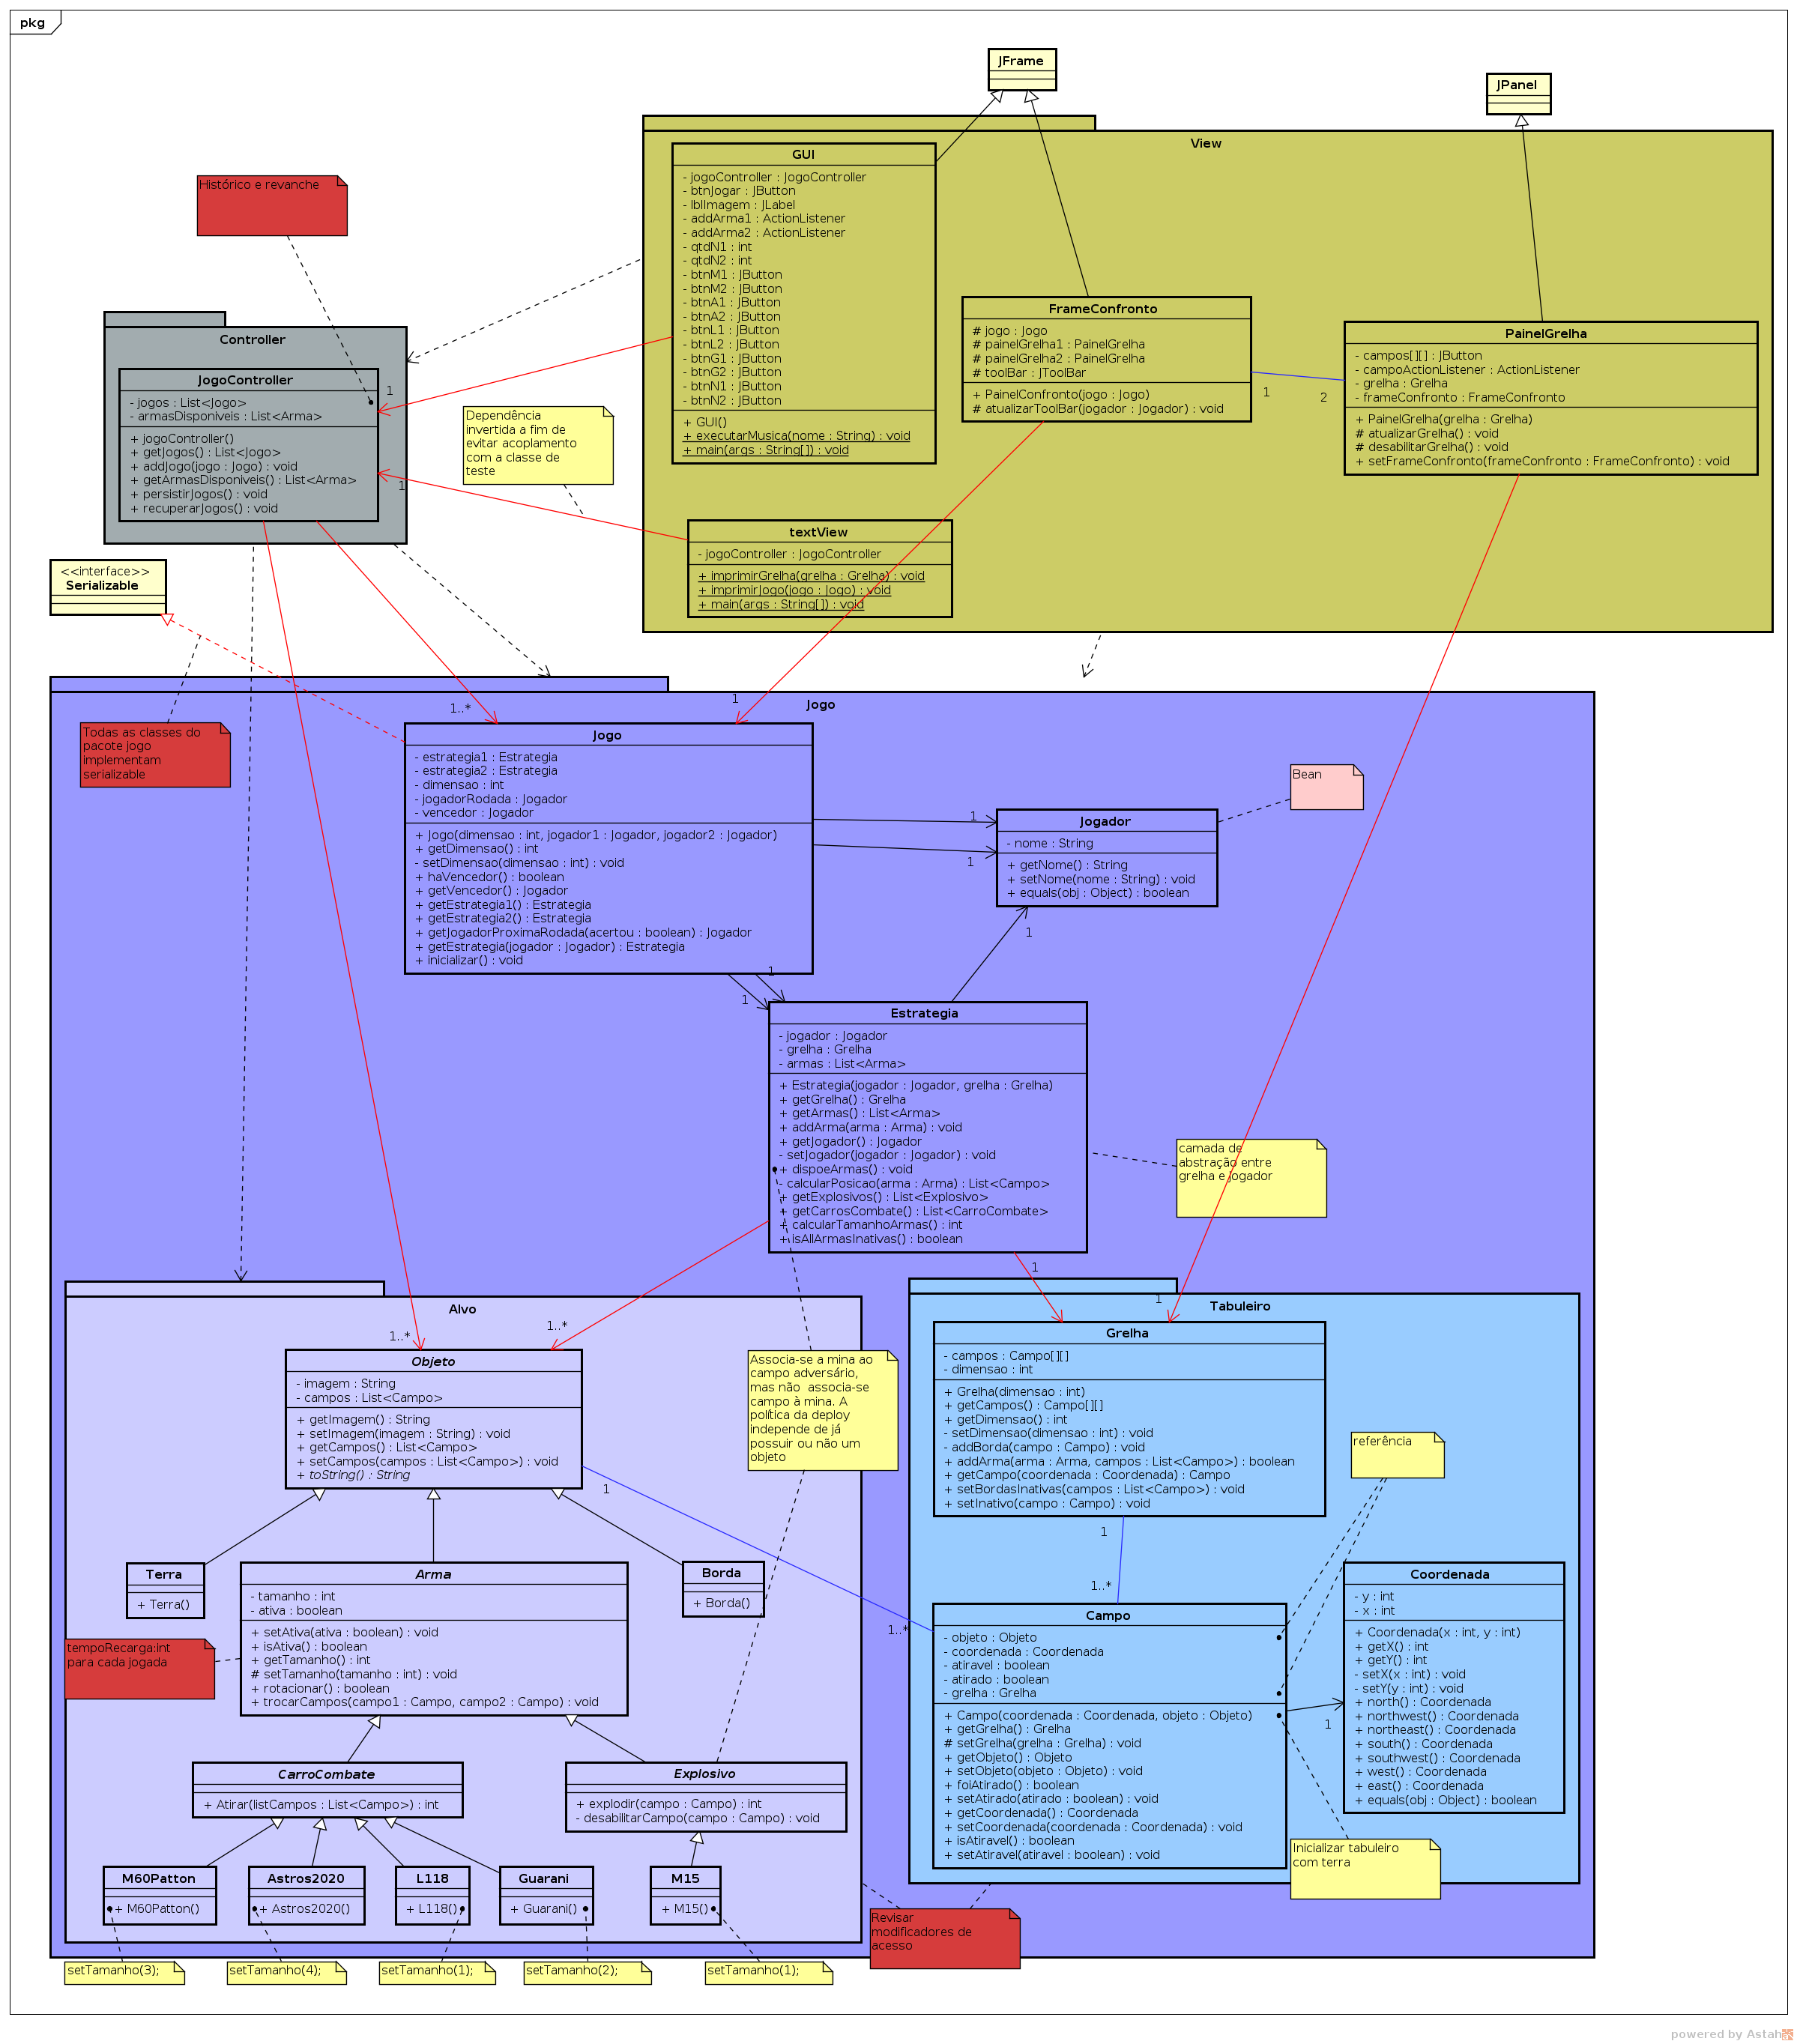 pkg
JFrame
JPanel
View
GUI
- jogoController : JogoController
- btnJogar : JButton
- lblImagem : JLabel
- addArma1 : ActionListener
- addArma2 : ActionListener
- qtdN1 : int
- qtdN2 : int
- btnM1 : JButton
- btnM2 : JButton
- btnA1 : JButton
- btnA2 : JButton
- btnL1 : JButton
- btnL2 : JButton
- btnG1 : JButton
- btnG2 : JButton
- btnN1 : JButton
- btnN2 : JButton
+ GUI()
+ executarMusica(nome : String) : void
+ main(args : String[]) : void
FrameConfronto
# jogo : Jogo
# painelGrelha1 : PainelGrelha
# painelGrelha2 : PainelGrelha
# toolBar : JToolBar
+ PainelConfronto(jogo : Jogo)
# atualizarToolBar(jogador : Jogador) : void
1
2
PainelGrelha
- campos[][] : JButton
- campoActionListener : ActionListener
- grelha : Grelha
- frameConfronto : FrameConfronto
+ PainelGrelha(grelha : Grelha)
# atualizarGrelha() : void
# desabilitarGrelha() : void
+ setFrameConfronto(frameConfronto : FrameConfronto) : void
textView
- jogoController : JogoController
+ imprimirGrelha(grelha : Grelha) : void
+ imprimirJogo(jogo : Jogo) : void
+ main(args : String[]) : void
Histórico e revanche
Controller
JogoController
- jogos : List<Jogo>
- armasDisponiveis : List<Arma>
+ jogoController()
+ getJogos() : List<Jogo>
+ addJogo(jogo : Jogo) : void
+ getArmasDisponiveis() : List<Arma>
+ persistirJogos() : void
+ recuperarJogos() : void
1
1
Dependência
invertida a fim de
evitar acoplamento
com a classe de
teste
<<interface>>
Serializable
Todas as classes do
pacote jogo
implementam
serializable
Jogo
1..*
1
Jogo
- estrategia1 : Estrategia
- estrategia2 : Estrategia
- dimensao : int
- jogadorRodada : Jogador
- vencedor : Jogador
+ Jogo(dimensao : int, jogador1 : Jogador, jogador2 : Jogador)
+ getDimensao() : int
- setDimensao(dimensao : int) : void
+ haVencedor() : boolean
+ getVencedor() : Jogador
+ getEstrategia1() : Estrategia
+ getEstrategia2() : Estrategia
+ getJogadorProximaRodada(acertou : boolean) : Jogador
+ getEstrategia(jogador : Jogador) : Estrategia
+ inicializar() : void
1
1
Bean
Jogador
- nome : String
+ getNome() : String
+ setNome(nome : String) : void
+ equals(obj : Object) : boolean
1
1
1
Estrategia
- jogador : Jogador
- grelha : Grelha
- armas : List<Arma>
+ Estrategia(jogador : Jogador, grelha : Grelha)
+ getGrelha() : Grelha
+ getArmas() : List<Arma>
+ addArma(arma : Arma) : void
+ getJogador() : Jogador
- setJogador(jogador : Jogador) : void
+ dispoeArmas() : void
- calcularPosicao(arma : Arma) : List<Campo>
+ getExplosivos() : List<Explosivo>
+ getCarrosCombate() : List<CarroCombate>
+ calcularTamanhoArmas() : int
+ isAllArmasInativas() : boolean
camada de
abstração entre
grelha e jogador
1
1
Alvo
1..*
1..*
Objeto
- imagem : String
- campos : List<Campo>
+ getImagem() : String
+ setImagem(imagem : String) : void
+ getCampos() : List<Campo>
+ setCampos(campos : List<Campo>) : void
+ toString() : String
1
1..*
Associa-se a mina ao
campo adversário,
mas não  associa-se
campo à mina. A
política da deploy
independe de já
possuir ou não um
objeto
Terra
+ Terra()
Arma
- tamanho : int
- ativa : boolean
+ setAtiva(ativa : boolean) : void
+ isAtiva() : boolean
+ getTamanho() : int
# setTamanho(tamanho : int) : void
+ rotacionar() : boolean
+ trocarCampos(campo1 : Campo, campo2 : Campo) : void
Borda
+ Borda()
tempoRecarga:int
para cada jogada
CarroCombate
+ Atirar(listCampos : List<Campo>) : int
Explosivo
+ explodir(campo : Campo) : int
- desabilitarCampo(campo : Campo) : void
M60Patton
+ M60Patton()
Astros2020
+ Astros2020()
L118
+ L118()
Guarani
+ Guarani()
M15
+ M15()
setTamanho(3);
setTamanho(4);
setTamanho(1);
setTamanho(2);
setTamanho(1);
Tabuleiro
Grelha
- campos : Campo[][]
- dimensao : int
+ Grelha(dimensao : int)
+ getCampos() : Campo[][]
+ getDimensao() : int
- setDimensao(dimensao : int) : void
- addBorda(campo : Campo) : void
+ addArma(arma : Arma, campos : List<Campo>) : boolean
+ getCampo(coordenada : Coordenada) : Campo
+ setBordasInativas(campos : List<Campo>) : void
+ setInativo(campo : Campo) : void
referência
1
1..*
Campo
- objeto : Objeto
- coordenada : Coordenada
- atiravel : boolean
- atirado : boolean
- grelha : Grelha
+ Campo(coordenada : Coordenada, objeto : Objeto)
+ getGrelha() : Grelha
# setGrelha(grelha : Grelha) : void
+ getObjeto() : Objeto
+ setObjeto(objeto : Objeto) : void
+ foiAtirado() : boolean
+ setAtirado(atirado : boolean) : void
+ getCoordenada() : Coordenada
+ setCoordenada(coordenada : Coordenada) : void
+ isAtiravel() : boolean
+ setAtiravel(atiravel : boolean) : void
1
Coordenada
- y : int
- x : int
+ Coordenada(x : int, y : int)
+ getX() : int
+ getY() : int
- setX(x : int) : void
- setY(y : int) : void
+ north() : Coordenada
+ northwest() : Coordenada
+ northeast() : Coordenada
+ south() : Coordenada
+ southwest() : Coordenada
+ west() : Coordenada
+ east() : Coordenada
+ equals(obj : Object) : boolean
Inicializar tabuleiro
com terra
Revisar
modificadores de
acesso
powered by Astah